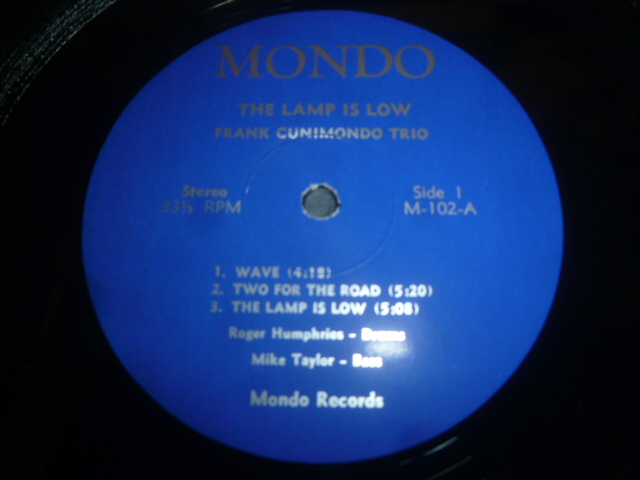 MONDO
THE LAMP IS LOW
FRANK CUNIMONDO TRIO
Stereo
33⅓ RPM
Side 1
M-102-A
1. WAVE (4:18)
2. TWO FOR THE ROAD (5:20)
3. THE LAMP IS LOW (5:08)
Roger Humphries – Drums
Mike Taylor – Bass
Mondo Records